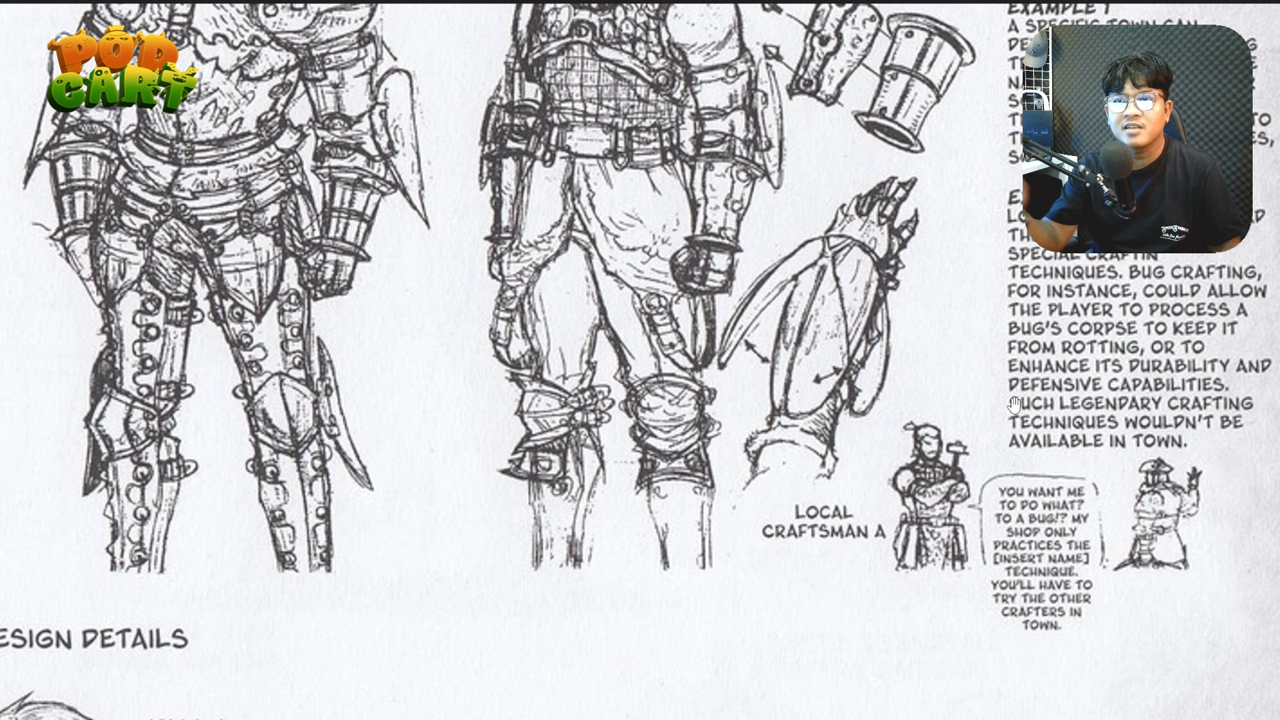 POD
CART
EXAMPLE 1
A SPECIFIC TOWN CAN
SPECIAL
TECHNIQUES. BUG CRAFTING,
FOR INSTANCE, COULD ALLOW
THE PLAYER TO PROCESS A
BUG'S CORPSE TO KEEP IT
FROM ROTTING, OR TO
ENHANCE ITS DURABILITY AND
DEFENSIVE CAPABILITIES.
SUCH LEGENDARY CRAFTING
TECHNIQUES WOULDN'T BE
AVAILABLE IN TOWN.
LOCAL
CRAFTSMAN A
YOU WANT ME
TO DO WHAT?
TO A BUG!? MY
SHOP ONLY
PRACTICES THE
[INSERT NAME]
TECHNIQUE.
YOU'LL HAVE TO
TRY THE OTHER
CRAFTERS IN
TOWN.
ESIGN DETAILS